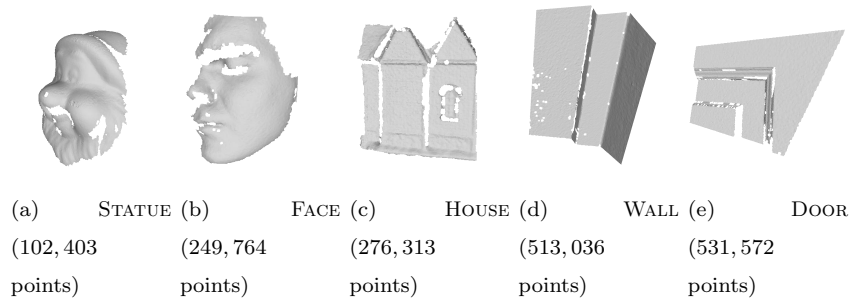 (a) STATUE (b) FACE (c) HOUSE (d) WALL (e) DOOR
(102, 403 (249, 764 (276, 313 (513, 036 (531, 572
points) points) points) points) points)